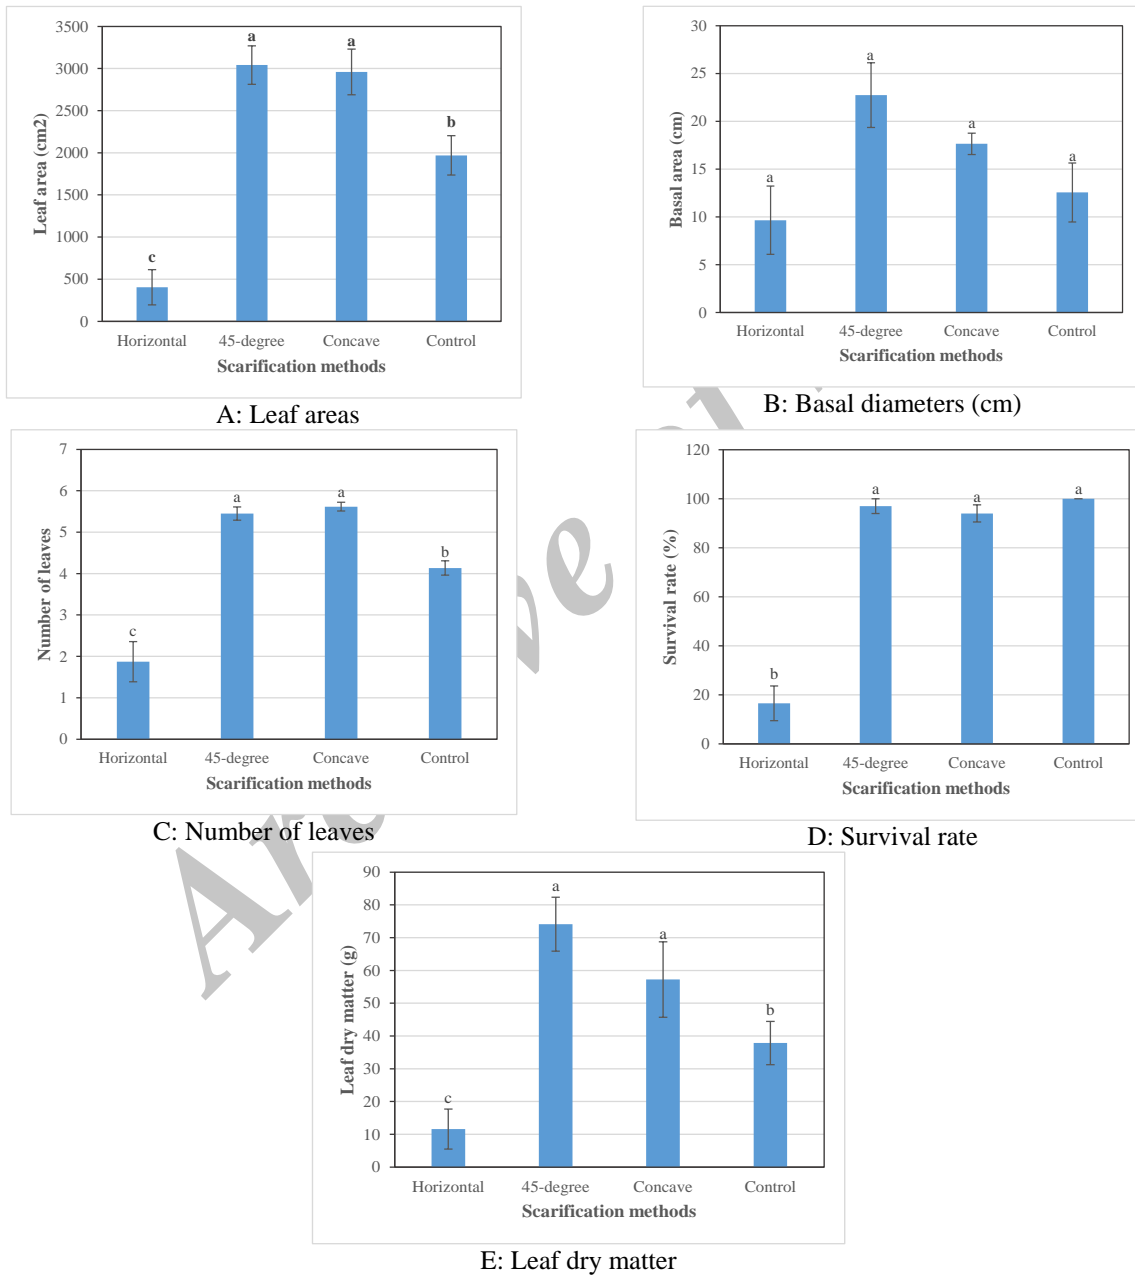 3500
3000
2500
2000
1500
1000
500
0
Leaf area (cm2)
a
a
b
c
Horizontal 45-degree Concave Control
Scarification methods
A: Leaf areas
30
25
20
15
10
5
0
Basal area (cm)
a
a
a
a
Horizontal 45-degree Concave Control
Scarification methods
B: Basal diameters (cm)
7
6
5
4
3
2
1
0
Number of leaves
a
a
b
c
Horizontal 45-degree Concave Control
Scarification methods
C: Number of leaves
120
100
80
60
40
20
0
Survival rate (%)
a
a
a
b
Horizontal 45-degree Concave Control
Scarification methods
D: Survival rate
90
80
70
60
50
40
30
20
10
0
Leaf dry matter (g)
a
a
b
c
Horizontal 45-degree Concave Control
Scarification methods
E: Leaf dry matter